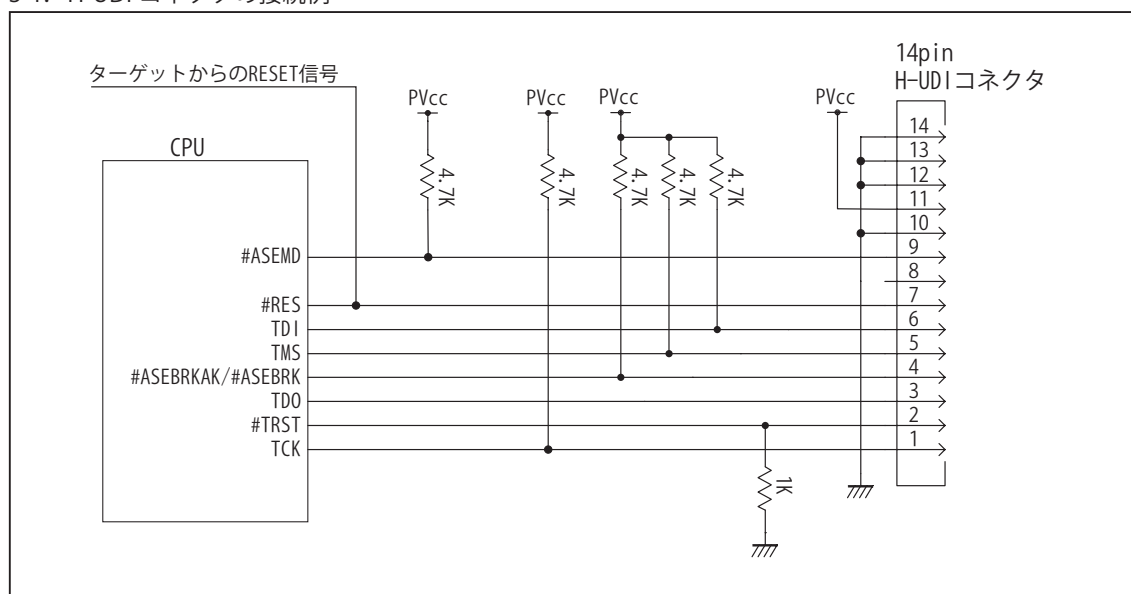 14pin
H-UDIコネクタ
ターゲットからのRESET信号
PVcc
PVcc
PVcc
PVcc
CPU
4.7K
4.7K
4.7K
4.7K
4.7K
14
13
12
11
10
9
8
7
6
5
4
3
2
1
#ASEMD
#RES
TDI
TMS
#ASEBRKAK/#ASEBRK
TDO
#TRST
TCK
1K